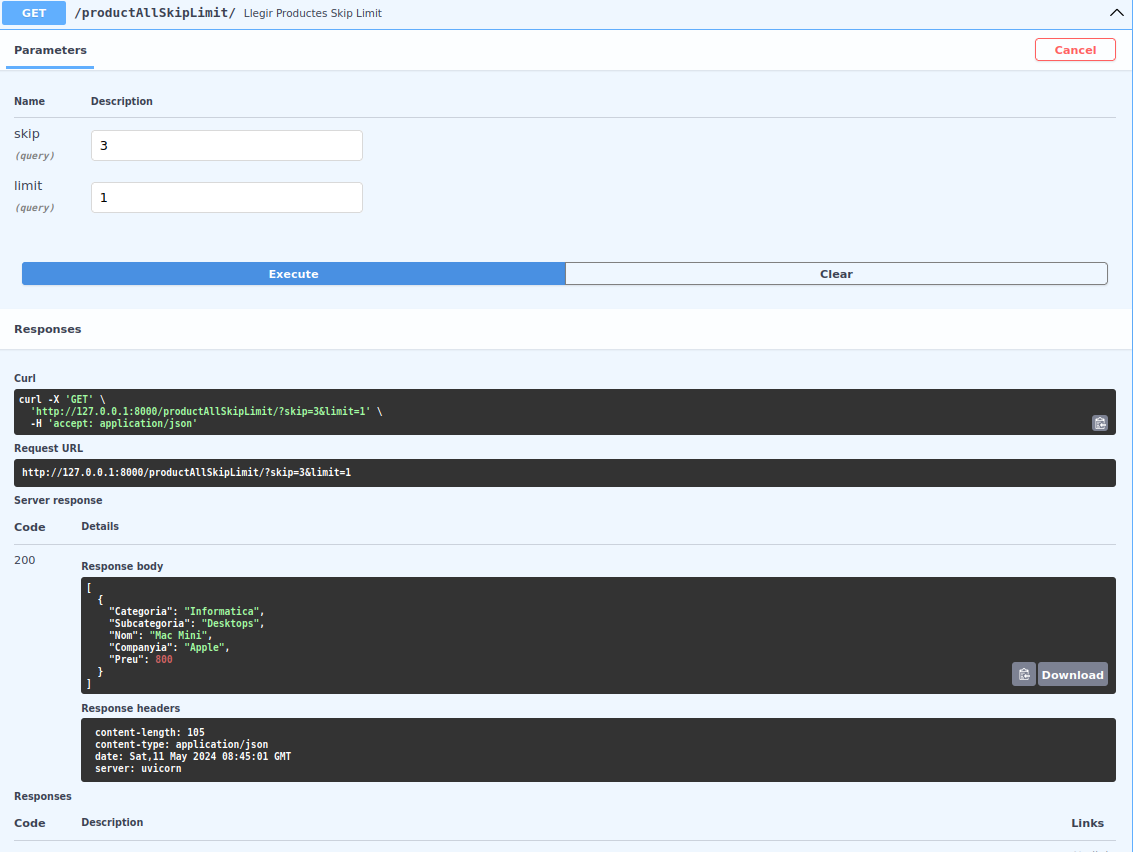 GET /productAllSkipLimit/ Llegir Productes Skip Limit
Parameters Cancel
Name Description
skip
(query)
3
limit
(query)
1
Execute Clear
Responses
Curl
curl -X 'GET' \
'http://127.0.0.1:8000/productAllSkipLimit/?skip=3&limit=1' \
-H 'accept: application/json'
Request URL
http://127.0.0.1:8000/productAllSkipLimit/?skip=3&limit=1
Server response
Code Details
200
Response body
[
{
"Categoria": "Informatica",
"Subcategoria": "Desktops",
"Nom": "Mac Mini",
"Companyia": "Apple",
"Preu": 800
}
]
Download
Response headers
content-length: 105
content-type: application/json
date: Sat,11 May 2024 08:45:01 GMT
server: uvicorn
Responses
Code Description Links